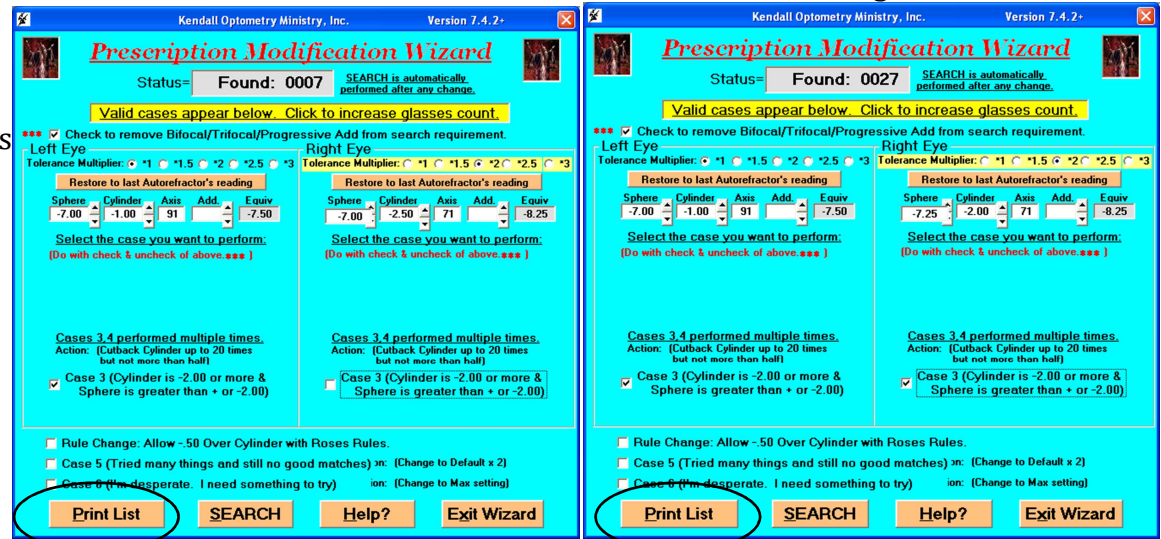 s
Kendall Optometry Ministry, Inc. Version 7.4.2+
Prescription Modification Wizard
Status= Found: 0007 SEARCH is automatically
performed after any change.
Valid cases appear below. Click to increase glasses count.
*** Check to remove Bifocal/Trifocal/Progressive Add from search requirement.
Left Eye
Tolerance Multiplier: *1 *1.5 *2 *2.5 *3
Restore to last Autorefractor's reading
Sphere Cylinder Axis Add. Equiv
-7.00 -1.00 91 -7.50
Select the case you want to perform:
(Do with check & uncheck of above.*** )
Cases 3,4 performed multiple times.
Action: (Cutback Cylinder up to 20 times
but not more than half)
Case 3 (Cylinder is -2.00 or more &
Sphere is greater than + or -2.00)
Right Eye
Tolerance Multiplier: *1 *1.5 *2 *2.5 *3
Restore to last Autorefractor's reading
Sphere Cylinder Axis Add. Equiv
-7.00 -2.50 71 -8.25
Select the case you want to perform:
(Do with check & uncheck of above.*** )
Cases 3,4 performed multiple times.
Action: (Cutback Cylinder up to 20 times
but not more than half)
Case 3 (Cylinder is -2.00 or more &
Sphere is greater than + or -2.00)
Rule Change: Allow -.50 Over Cylinder with Roses Rules.
Case 5 (Tried many things and still no good matches) on: (Change to Default x 2)
Case 6 (I'm desperate. I need something to try) ion: (Change to Max setting)
Print List SEARCH Help? Exit Wizard
Kendall Optometry Ministry, Inc. Version 7.4.2+
Prescription Modification Wizard
Status= Found: 0027 SEARCH is automatically
performed after any change.
Valid cases appear below. Click to increase glasses count.
*** Check to remove Bifocal/Trifocal/Progressive Add from search requirement.
Left Eye
Tolerance Multiplier: *1 *1.5 *2 *2.5 *3
Restore to last Autorefractor's reading
Sphere Cylinder Axis Add. Equiv
-7.00 -1.00 91 -7.50
Select the case you want to perform:
(Do with check & uncheck of above.*** )
Cases 3,4 performed multiple times.
Action: (Cutback Cylinder up to 20 times
but not more than half)
Case 3 (Cylinder is -2.00 or more &
Sphere is greater than + or -2.00)
Right Eye
Tolerance Multiplier: *1 *1.5 *2 *2.5 *3
Restore to last Autorefractor's reading
Sphere Cylinder Axis Add. Equiv
-7.25 -2.00 71 -8.25
Select the case you want to perform:
(Do with check & uncheck of above.*** )
Cases 3,4 performed multiple times.
Action: (Cutback Cylinder up to 20 times
but not more than half)
Case 3 (Cylinder is -2.00 or more &
Sphere is greater than + or -2.00)
Rule Change: Allow -.50 Over Cylinder with Roses Rules.
Case 5 (Tried many things and still no good matches) on: (Change to Default x 2)
Case 6 (I'm desperate. I need something to try) ion: (Change to Max setting)
Print List SEARCH Help? Exit Wizard